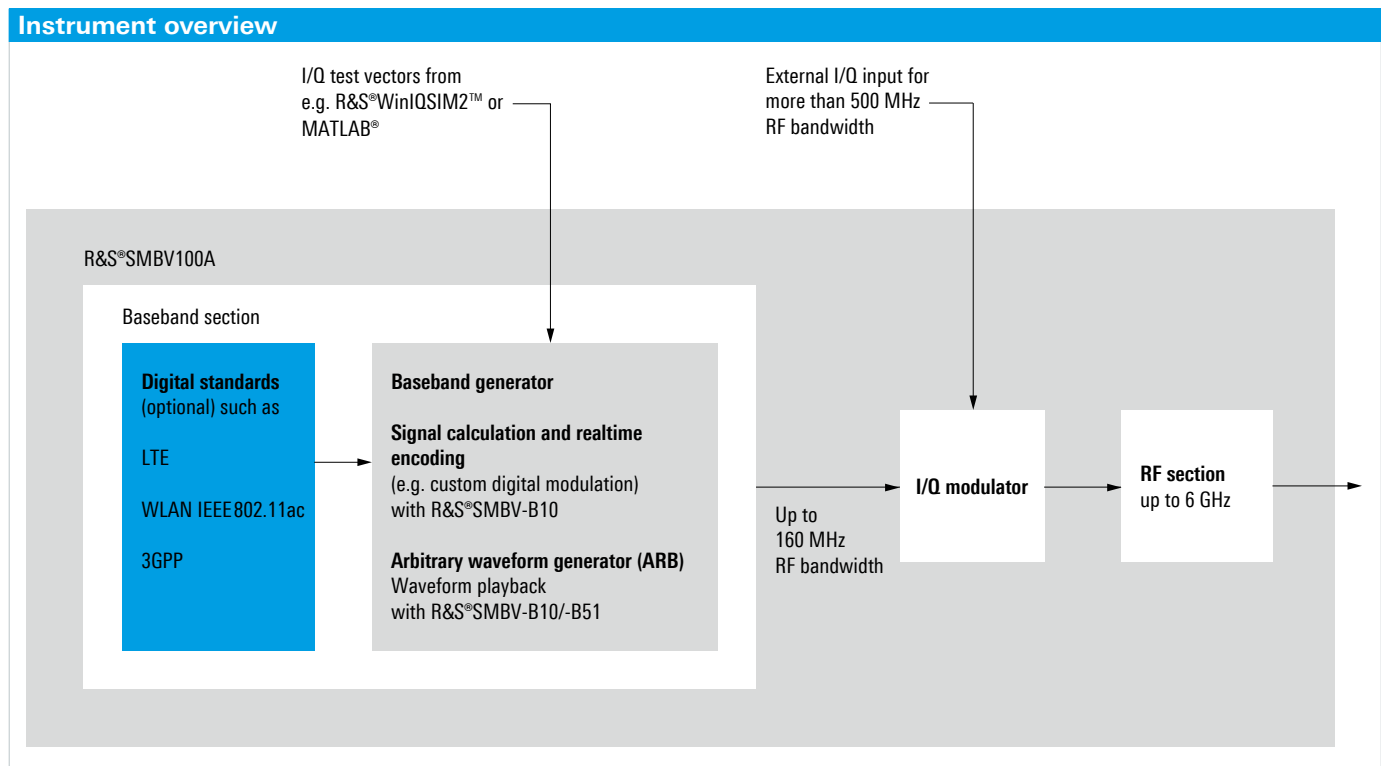 Instrument overview
I/Q test vectors from
e.g. R&S®WinIQSIM2™ or
MATLAB®
External I/Q input for
more than 500 MHz
RF bandwidth
R&S®SMBV100A
Baseband section
Digital standards
(optional) such as
LTE
WLAN IEEE802.11ac
3GPP
Baseband generator
Signal calculation and realtime
encoding
(e.g. custom digital modulation)
with R&S®SMBV-B10
Arbitrary waveform generator (ARB)
Waveform playback
with R&S®SMBV-B10/-B51
Up to
160 MHz
RF bandwidth
I/Q modulator
RF section
up to 6 GHz